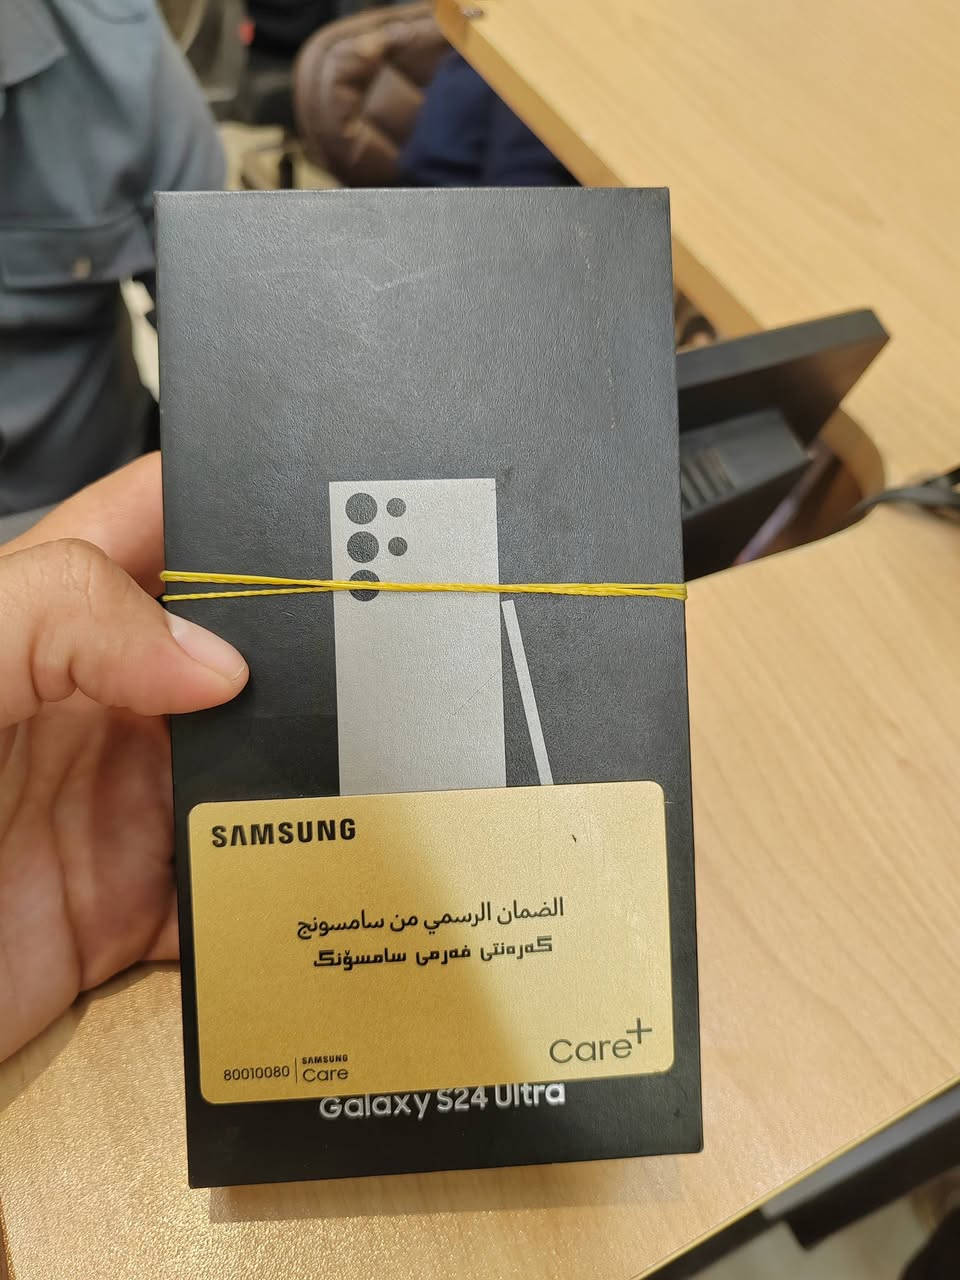 SAMSUNG
الضمان الرسمي من سامسونج
گەرەنتی فەرمی سامسۆنگ
Care+
80010080 | SAMSUNG Care
Galaxy S24 Ultra